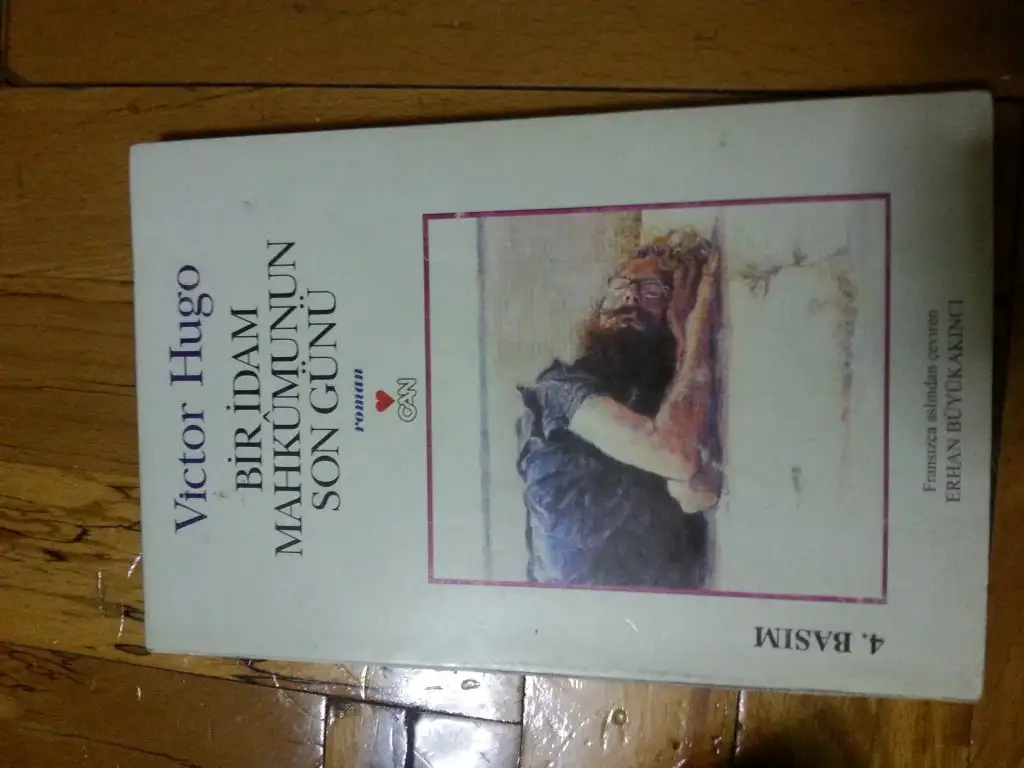 Victor Hugo
BİR İDAM
MAHKÛMUNUN
SON GÜNÜ
roman
CAN
Fransızca aslından çeviren
ERHAN BÜYÜKAKINCI
4. BASIM